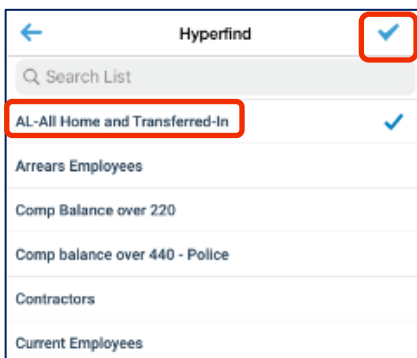 Hyperfind
Search List
AL-All Home and Transferred-In
Arrears Employees
Comp Balance over 220
Comp balance over 440 - Police
Contractors
Current Employees